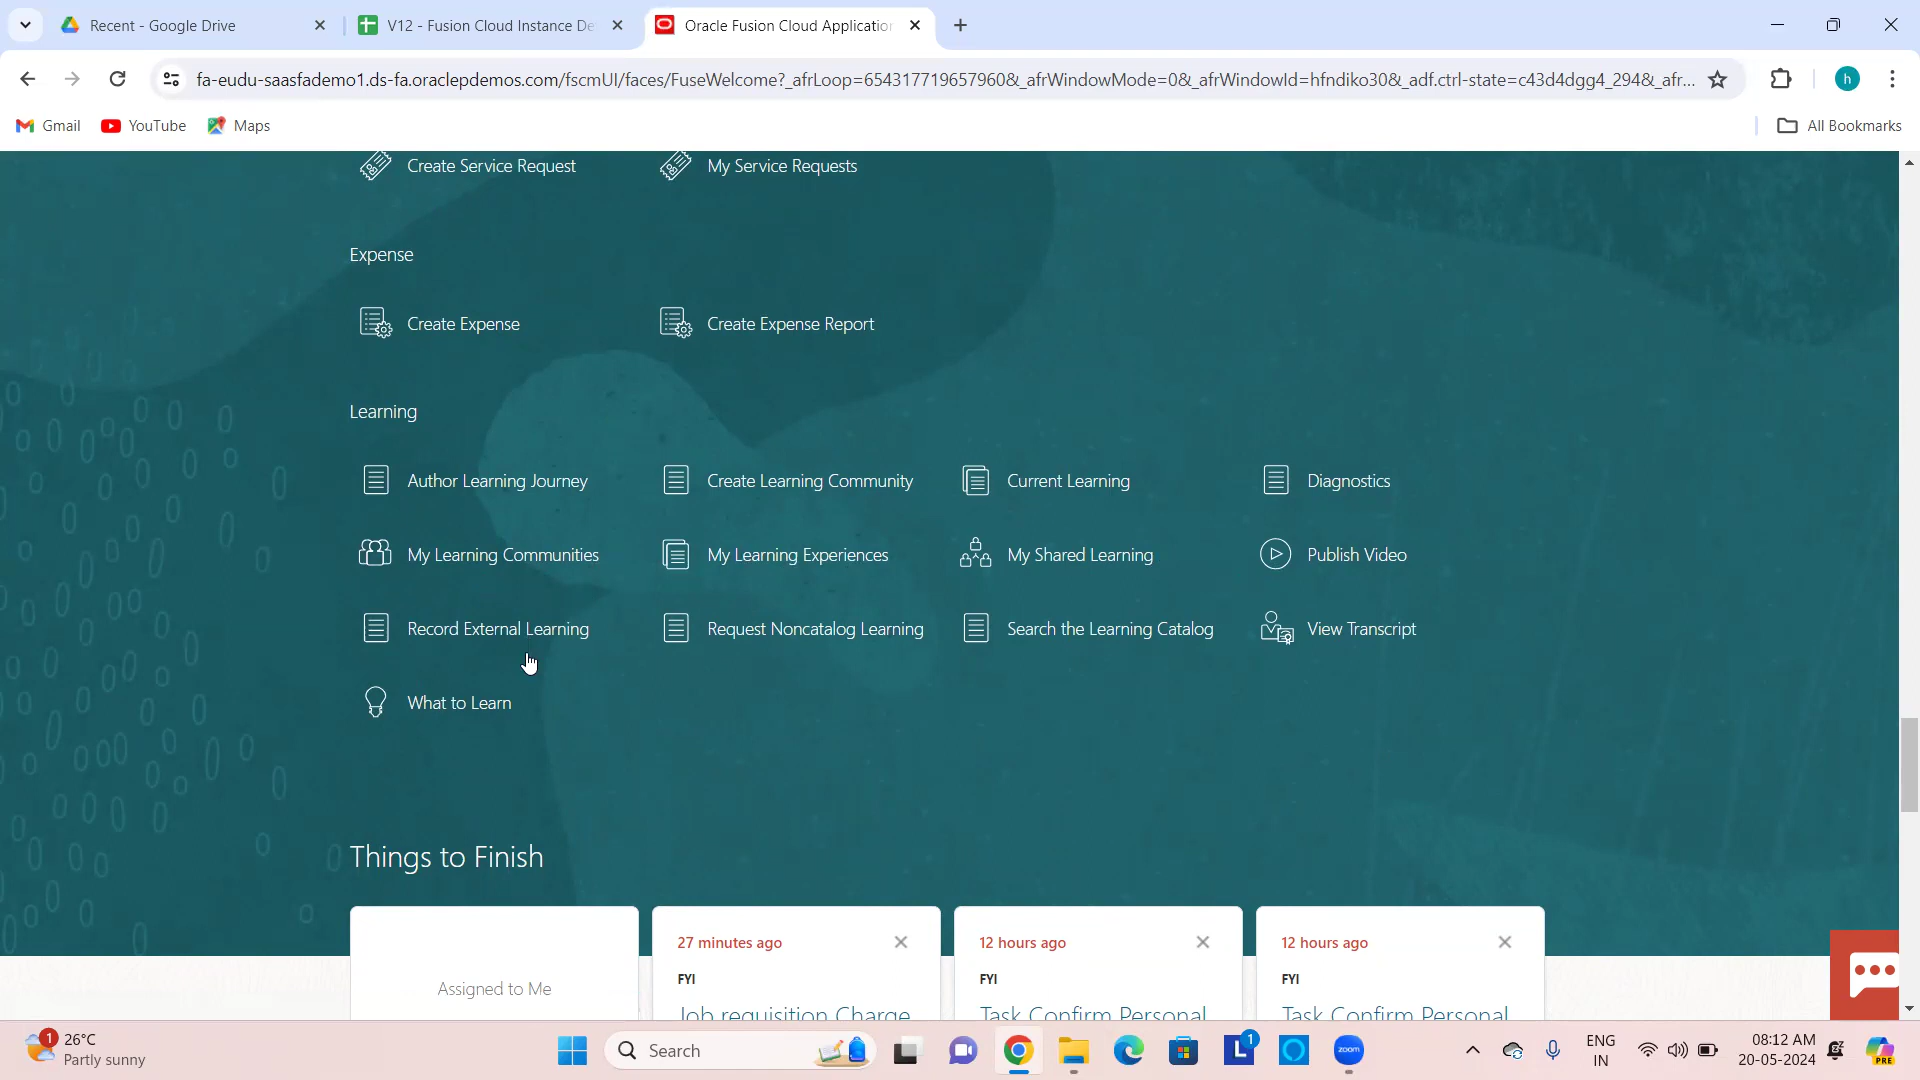 Recent - Google Drive
V12 - Fusion Cloud Instance De
Oracle Fusion Cloud Application
fa-eudu-saasfademo1.ds-fa.oraclepdemos.com/fscmUI/faces/FuseWelcome?_afrLoop=654317719657960&_afrWindowMode=0&_afrWindowId=hfndiko30&_adf.ctrl-state=c43d4dgg4_294&_afr...
h
Gmail YouTube Maps
All Bookmarks
Create Service Request My Service Requests
Expense
Create Expense Create Expense Report
Learning
Author Learning Journey Create Learning Community Current Learning Diagnostics
My Learning Communities My Learning Experiences My Shared Learning Publish Video
Record External Learning Request Noncatalog Learning Search the Learning Catalog View Transcript
What to Learn
Things to Finish
27 minutes ago 12 hours ago 12 hours ago
FYI FYI FYI
Assigned to Me
Job requisition Charge Task Confirm Personal Task Confirm Personal
1
26°C
Partly sunny
Search
1
zoom
ENG
IN
08:12 AM
20-05-2024
PRE